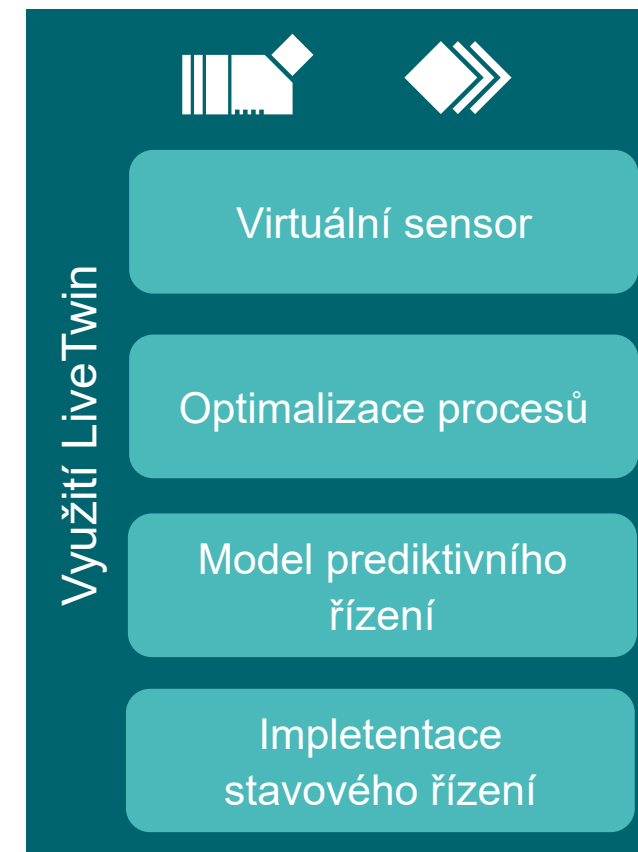 Využití LiveTwin
Virtuální sensor
Optimalizace procesů
Model prediktivního
řízení
Impletentace
stavového řízení